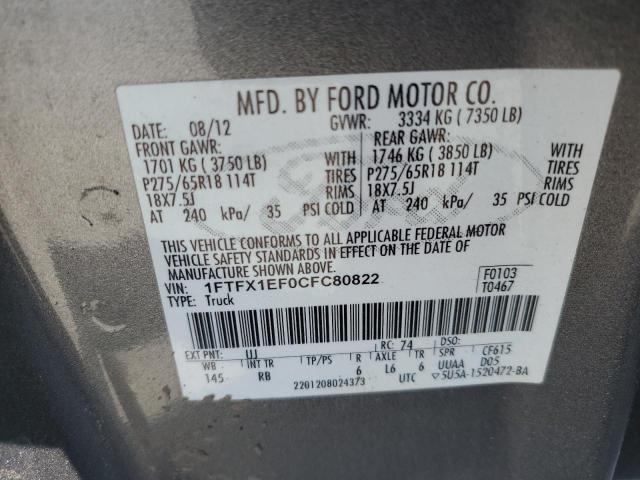 MFD. BY FORD MOTOR CO.
DATE: 08/12 GVWR: 3334 KG ( 7350 LB)
FRONT GAWR: REAR GAWR:
1701 KG ( 3750 LB) WITH 1746 KG ( 3850 LB) WITH
P275/65R18 114T TIRES P275/65R18 114T TIRES
18X7.5J RIMS 18X7.5J RIMS
AT 240 kPa/ 35 PSI COLD AT 240 kPa/ 35 PSI COLD
THIS VEHICLE CONFORMS TO ALL APPLICABLE FEDERAL MOTOR
VEHICLE SAFETY STANDARDS IN EFFECT ON THE DATE OF
MANUFACTURE SHOWN ABOVE.
VIN: 1FTFX1EF0CFC80822 F0103
TYPE: Truck T0467
EXT PNT: UJ RC: 74 DSO:
WB INT TR TP/PS R AXLE TR SPR CF615
145 RB 6 L6 6 UUAA D05
2201208024373 UTC 5U5A-1520472-BA